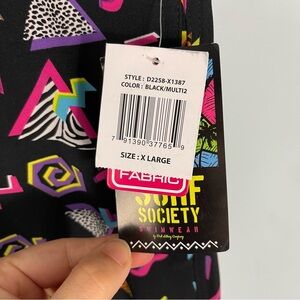 STYLE : D2258-X1387
COLOR : BLACK/MULTI2
7 91390 37765 9
SIZE : X LARGE
FABRIC
SURF
SOCIETY
SWIMWEAR